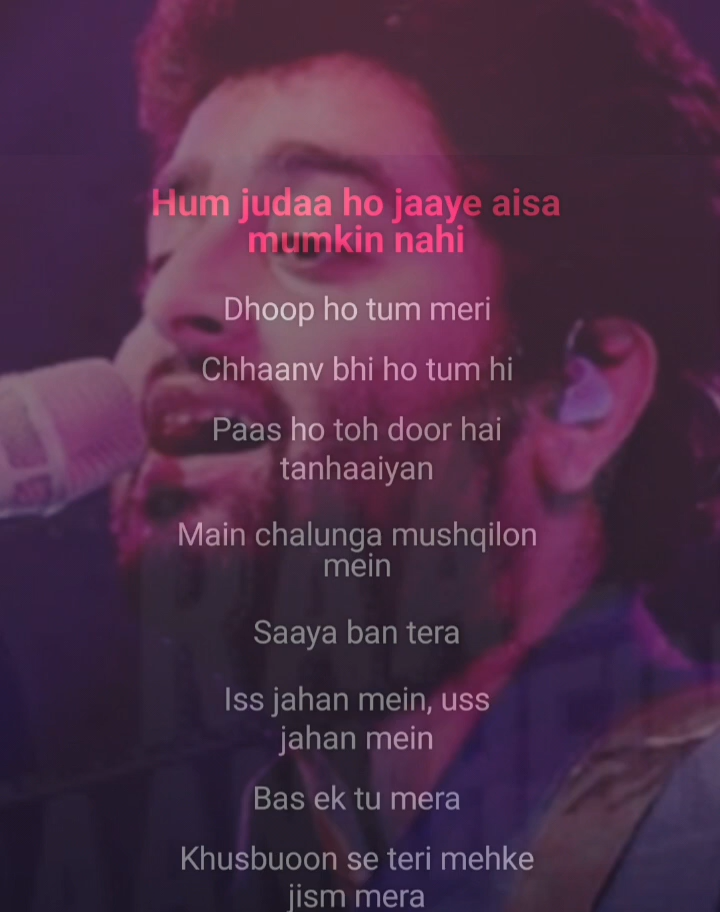 Hum judaa ho jaaye aisa
mumkin nahi
Dhoop ho tum meri
Chhaanv bhi ho tum hi
Paas ho toh door hai
tanhaaiyan
Main chalunga mushqilon
mein
Saaya ban tera
Iss jahan mein, uss
jahan mein
Bas ek tu mera
Khusbuoon se teri mehke
jism mera